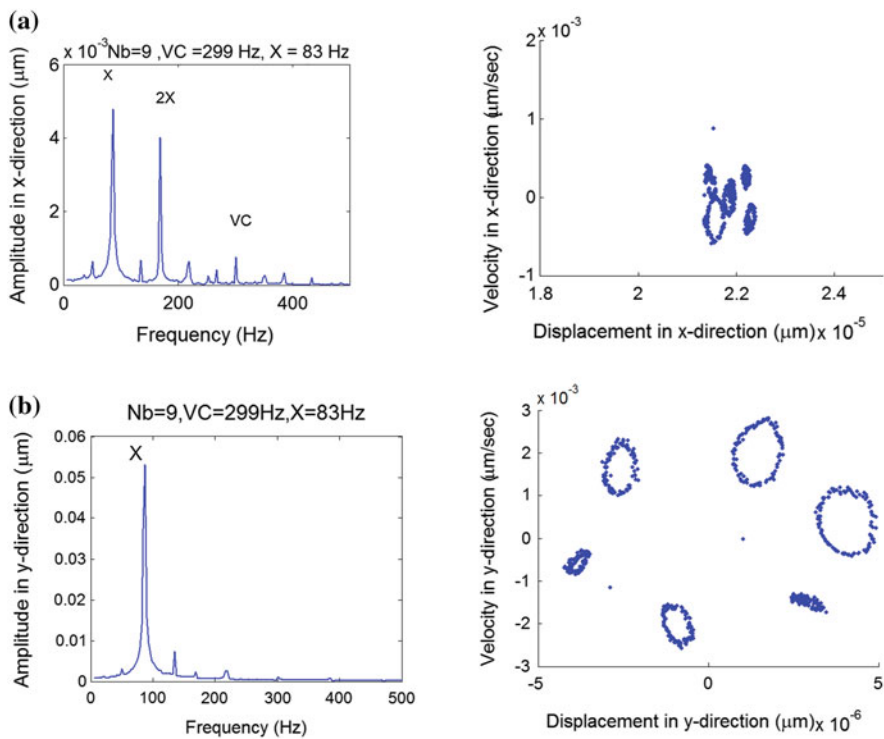 (a)
x 10-3 Nb=9 ,VC =299 Hz, X = 83 Hz
6
4
2
0
0 200 400
X
2X
VC
Amplitude in x-direction (μm)
Frequency (Hz)
x 10-3
2
1
0
-1
1.8 2 2.2 2.4
Velocity in x-direction (μm/sec)
Displacement in x-direction (μm) x 10-5
(b)
Nb=9,VC=299Hz,X=83Hz
0.06
0.05
0.04
0.03
0.02
0.01
0
0 100 200 300 400 500
X
Amplitude in y-direction (μm)
Frequency (Hz)
x 10-3
3
2
1
0
-1
-2
-3
-5 0 5
Velocity in y-direction (μm/sec)
Displacement in y-direction (μm) x 10-6